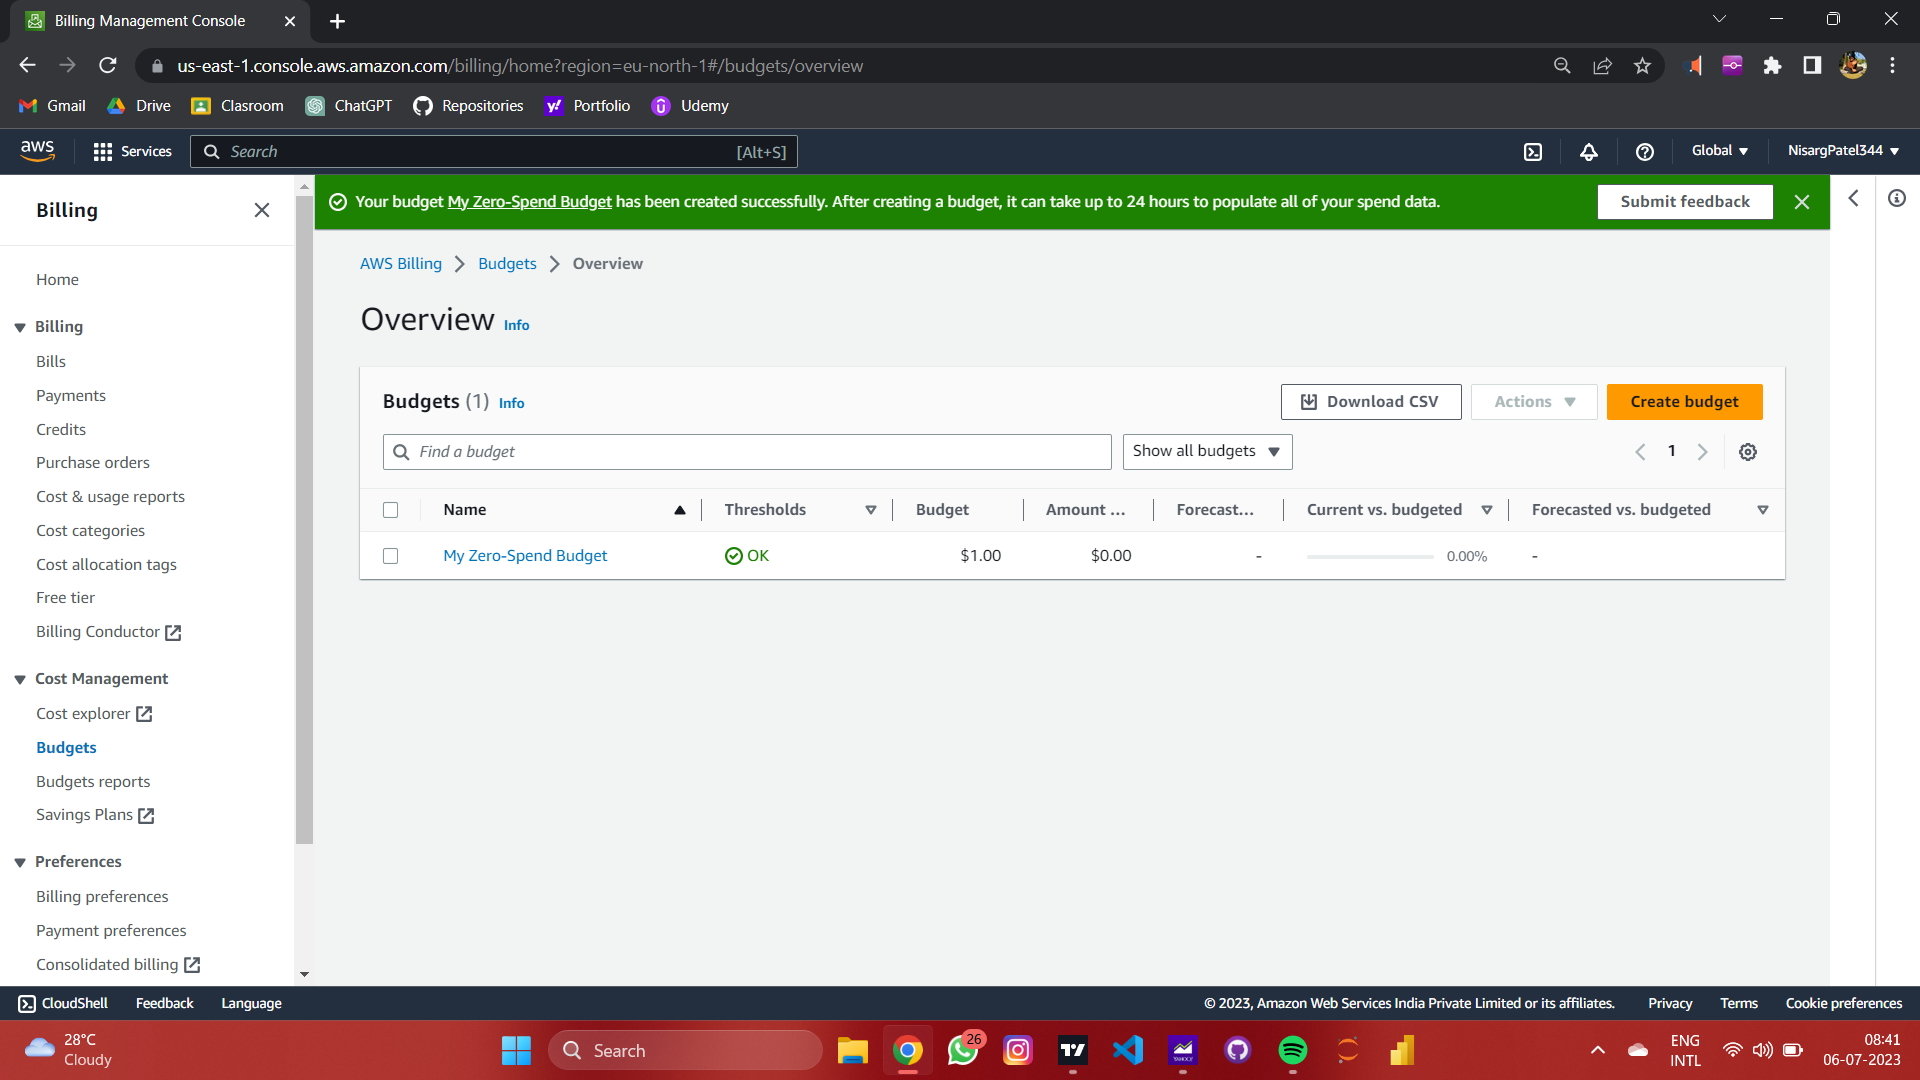 Billing Management Console
us-east-1.console.aws.amazon.com/billing/home?region=eu-north-1#/budgets/overview
Gmail
Drive
Clasroom
ChatGPT
Repositories
Portfolio
Udemy
aws
Services
Search
[Alt+S]
Global
NisargPatel344
Billing
Home
Billing
Bills
Payments
Credits
Purchase orders
Cost & usage reports
Cost categories
Cost allocation tags
Free tier
Billing Conductor
Cost Management
Cost explorer
Budgets
Budgets reports
Savings Plans
Preferences
Billing preferences
Payment preferences
Consolidated billing
Your budget My Zero-Spend Budget has been created successfully. After creating a budget, it can take up to 24 hours to populate all of your spend data.
Submit feedback
AWS Billing
Budgets
Overview
Overview Info
Budgets (1) Info
Download CSV
Actions
Create budget
Find a budget
Show all budgets
1
Name
Thresholds
Budget
Amount ...
Forecast...
Current vs. budgeted
Forecasted vs. budgeted
My Zero-Spend Budget
OK
$1.00
$0.00
-
0.00%
-
CloudShell
Feedback
Language
© 2023, Amazon Web Services India Private Limited or its affiliates.
Privacy
Terms
Cookie preferences
28°C
Cloudy
Search
26
YAHOO!
ENG
INTL
08:41
06-07-2023